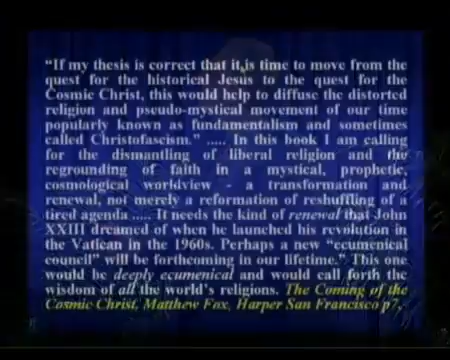 “If my thesis is correct that it is time to move from the
quest for the historical Jesus to the quest for the
Cosmic Christ, this would help to diffuse the distorted
religion and pseudo-mystical movement of our time
popularly known as fundamentalism and sometimes
called Christofascism.” ..... In this book I am calling
for the dismantling of liberal religion and the
regrounding of faith in a mystical, prophetic,
cosmological worldview - a transformation and
renewal, not merely a reformation of reshuffling of a
tired agenda ..... It needs the kind of renewal that John
XXIII dreamed of when he launched his revolution in
the Vatican in the 1960s. Perhaps a new “ecumenical
council” will be forthcoming in our lifetime.” This one
would be deeply ecumenical and would call forth the
wisdom of all the world's religions. The Coming of the
Cosmic Christ, Matthew Fox, Harper San Francisco p7.